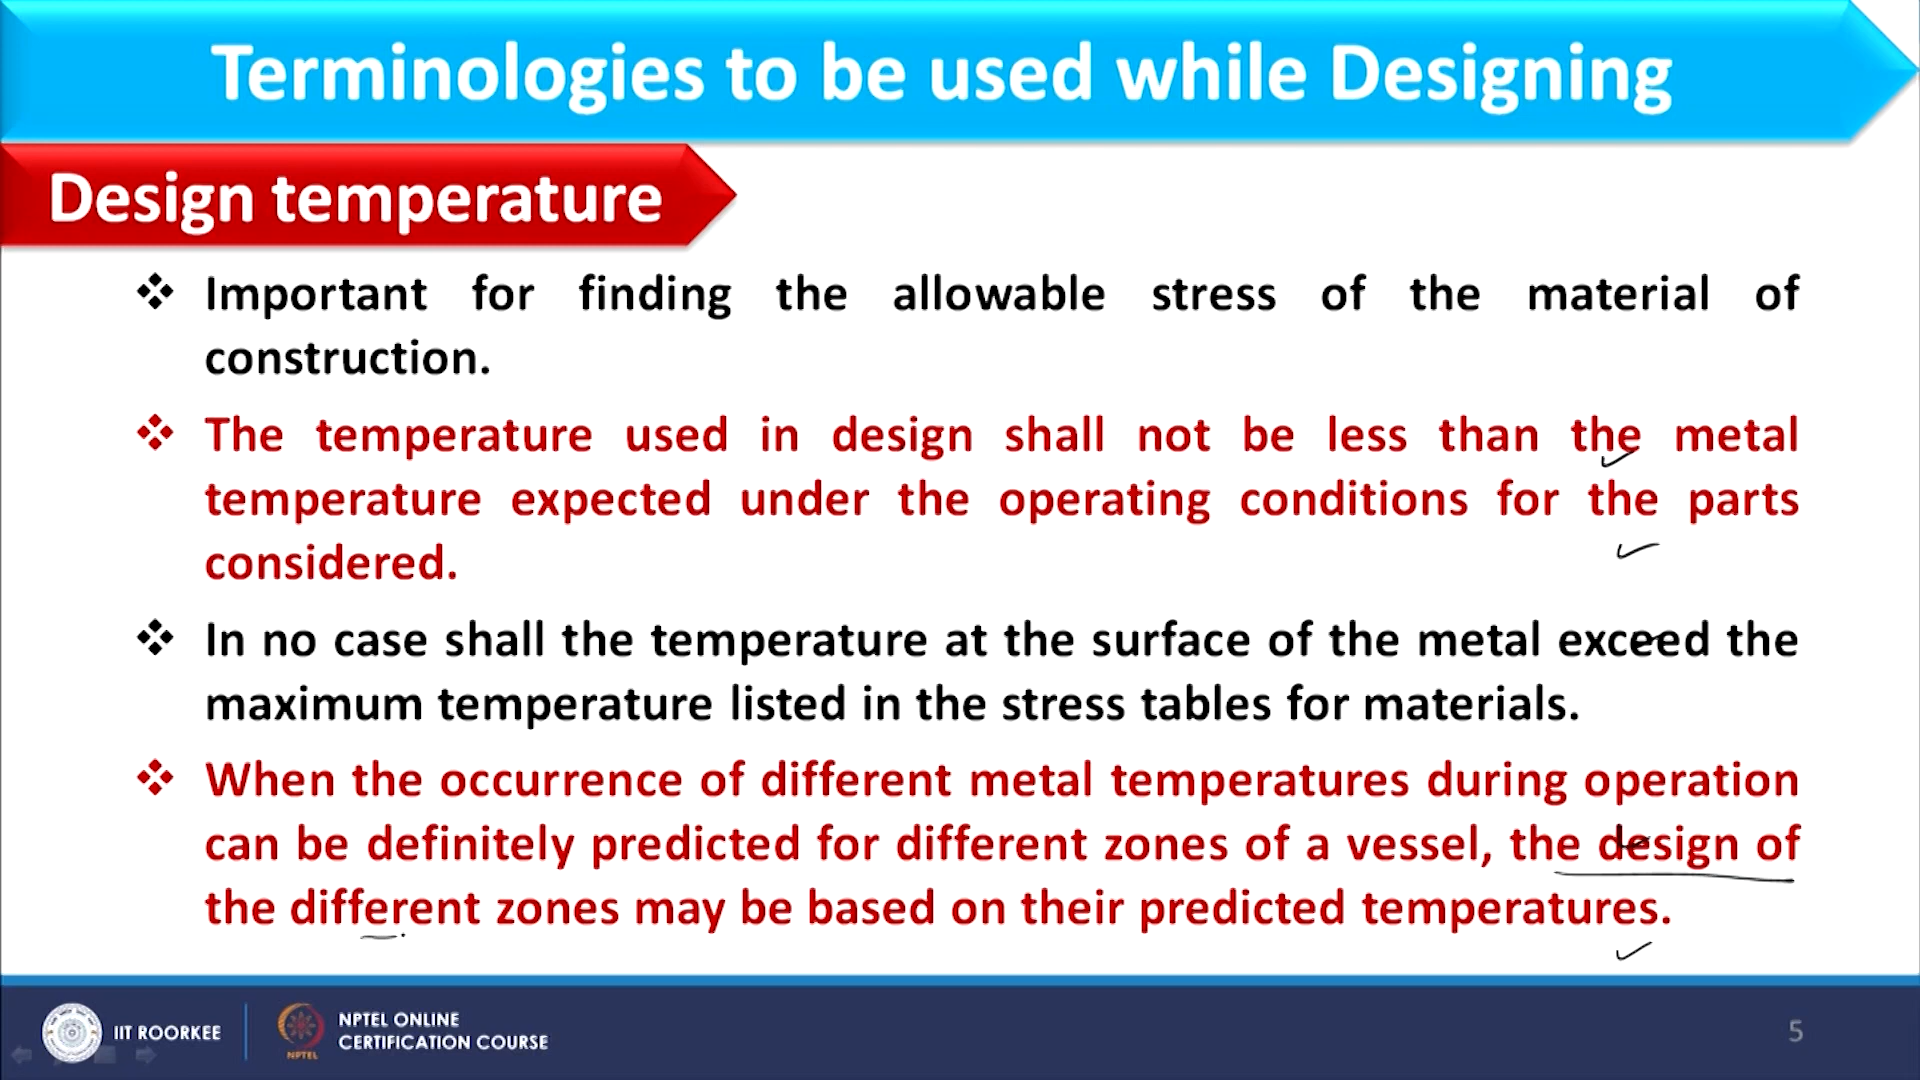 Terminologies to be used while Designing
Design temperature
❖ Important for finding the allowable stress of the material of
construction.
❖ The temperature used in design shall not be less than the metal
temperature expected under the operating conditions for the parts
considered.
❖ In no case shall the temperature at the surface of the metal exceed the
maximum temperature listed in the stress tables for materials.
❖ When the occurrence of different metal temperatures during operation
can be definitely predicted for different zones of a vessel, the design of
the different zones may be based on their predicted temperatures.
IIT ROORKEE
NPTEL
NPTEL ONLINE
CERTIFICATION COURSE
5